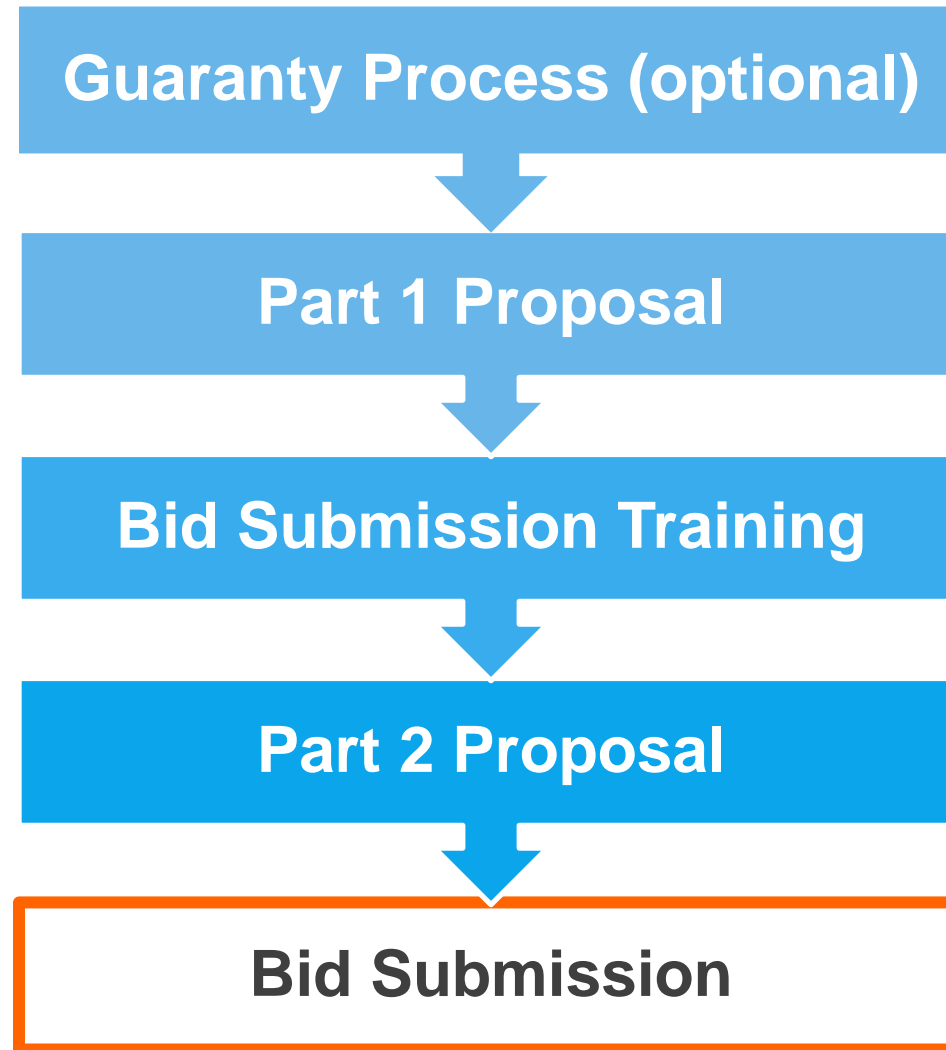 Guaranty Process (optional)
Part 1 Proposal
Bid Submission Training
Part 2 Proposal
Bid Submission